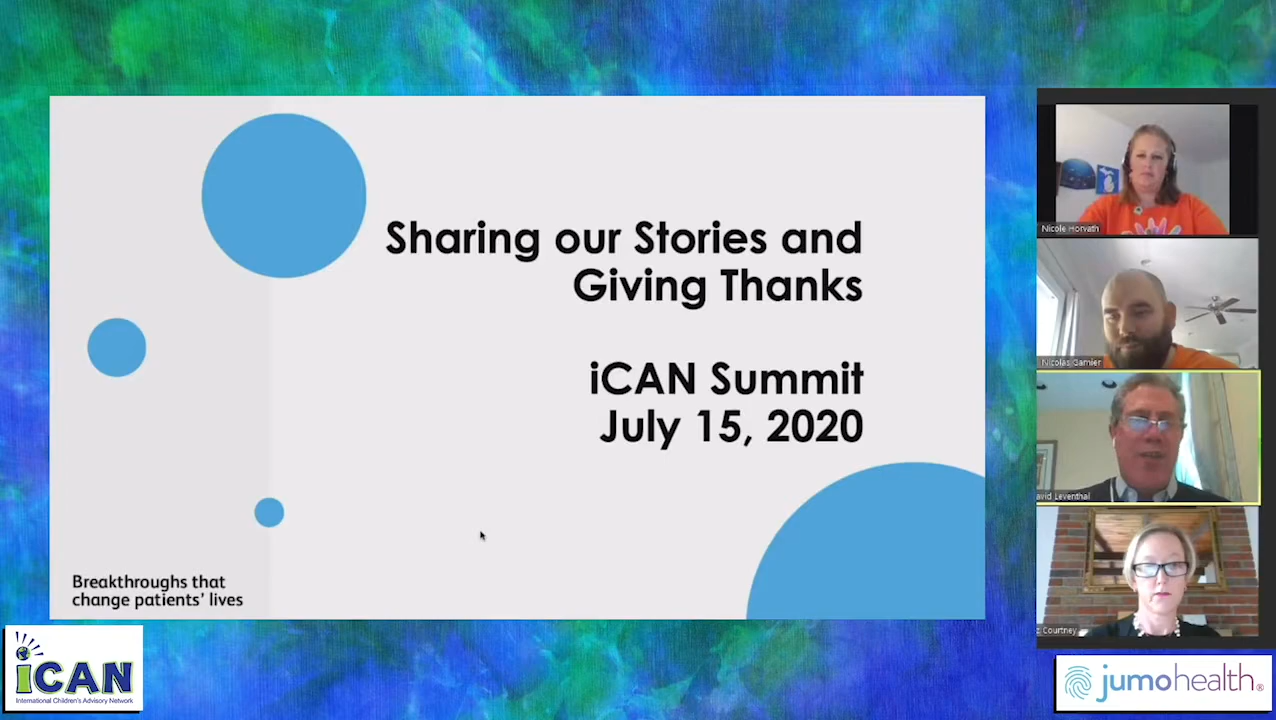 Sharing our Stories and
Giving Thanks
iCAN Summit
July 15, 2020
Breakthroughs that
change patients' lives
Nicole Horvath
Nicolas Garnier
avid Leventhal
z Courtney
iCAN
International Children's Advisory Network
jumohealth®